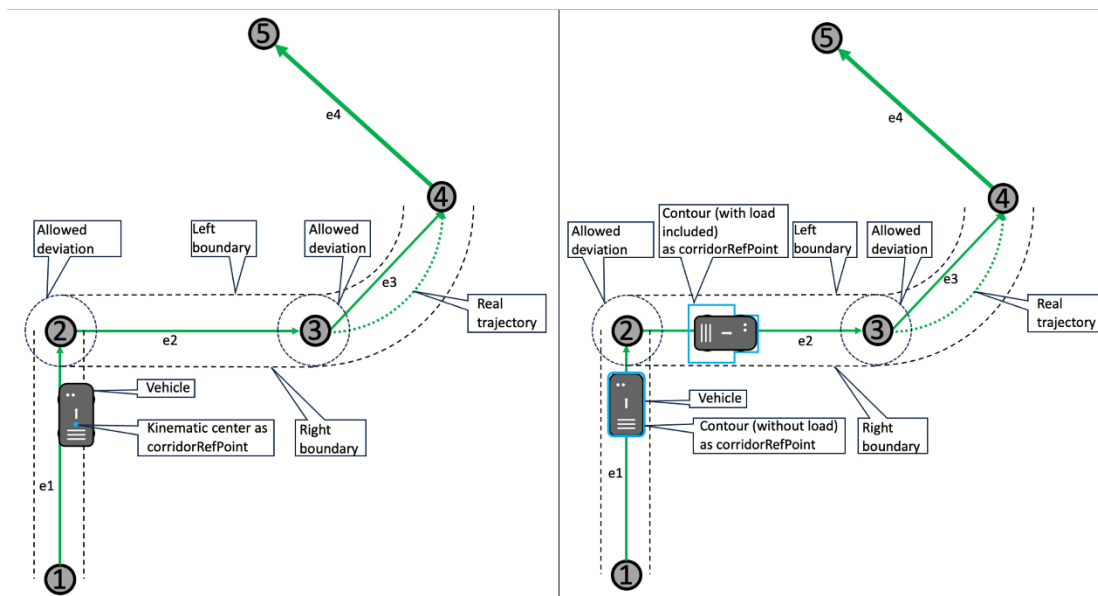 5
e4
4
Allowed
deviation
Left
boundary
Allowed
deviation
e3
2
3
e2
Real
trajectory
Vehicle
Kinematic center as
corridorRefPoint
Right
boundary
e1
1
5
e4
4
Allowed
deviation
Contour (with load
included)
as corridorRefPoint
Left
boundary
Allowed
deviation
e3
2
3
e2
Real
trajectory
Vehicle
Contour (without load)
as corridorRefPoint
Right
boundary
e1
1